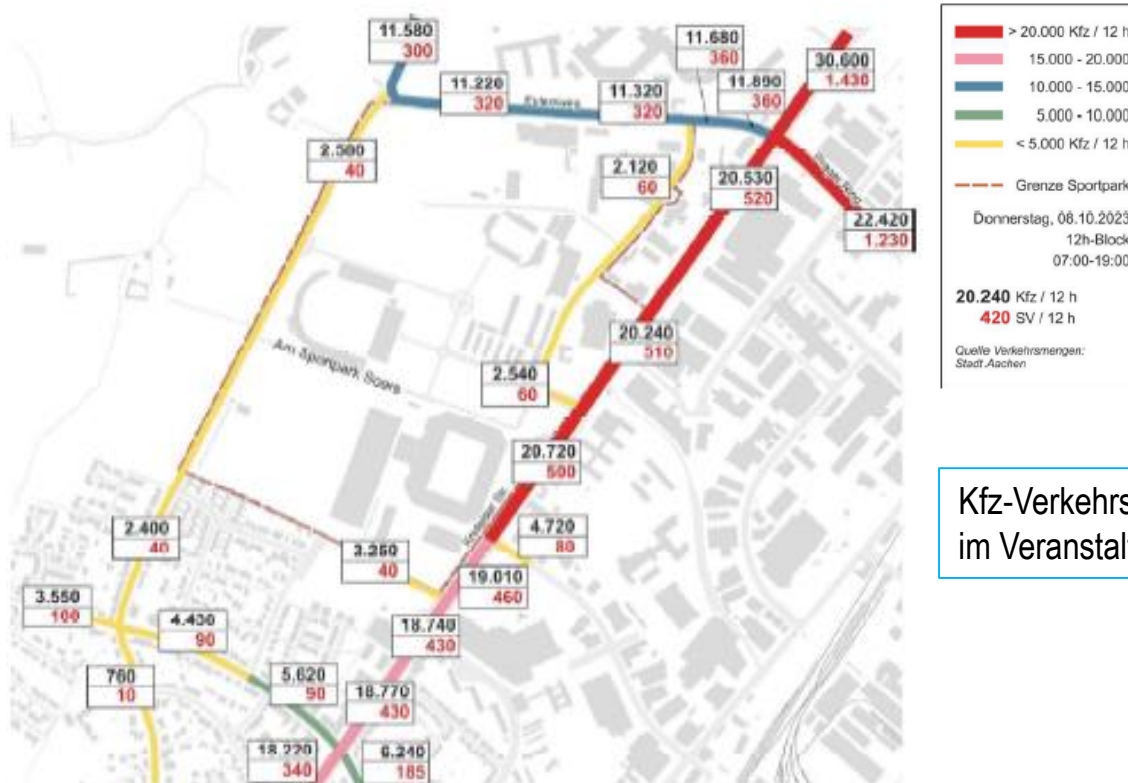 11.580
300
11.220
320
11.320
320
11.680
360
11.890
360
30.600
1.430
Eulersweg
Prager Ring
2.120
60
20.530
520
22.420
1.230
40
20.240
510
Am Sportpark Soers
2.540
60
20.720
500
Krefelder Str.
4.720
80
2.400
40
40
19.010
460
3.550
100
4.430
90
18.740
430
760
10
5.620
90
18.770
430
18.220
340
6.240
185
> 20.000 Kfz / 12 h
15.000 - 20.000
10.000 - 15.000
5.000 - 10.000
< 5.000 Kfz / 12 h
Grenze Sportpark
Donnerstag, 08.10.2023
12h-Block
07:00-19:00
20.240 Kfz / 12 h
420 SV / 12 h
Quelle Verkehrsmengen:
Stadt Aachen
Kfz-Verkehrs
im Veranstal